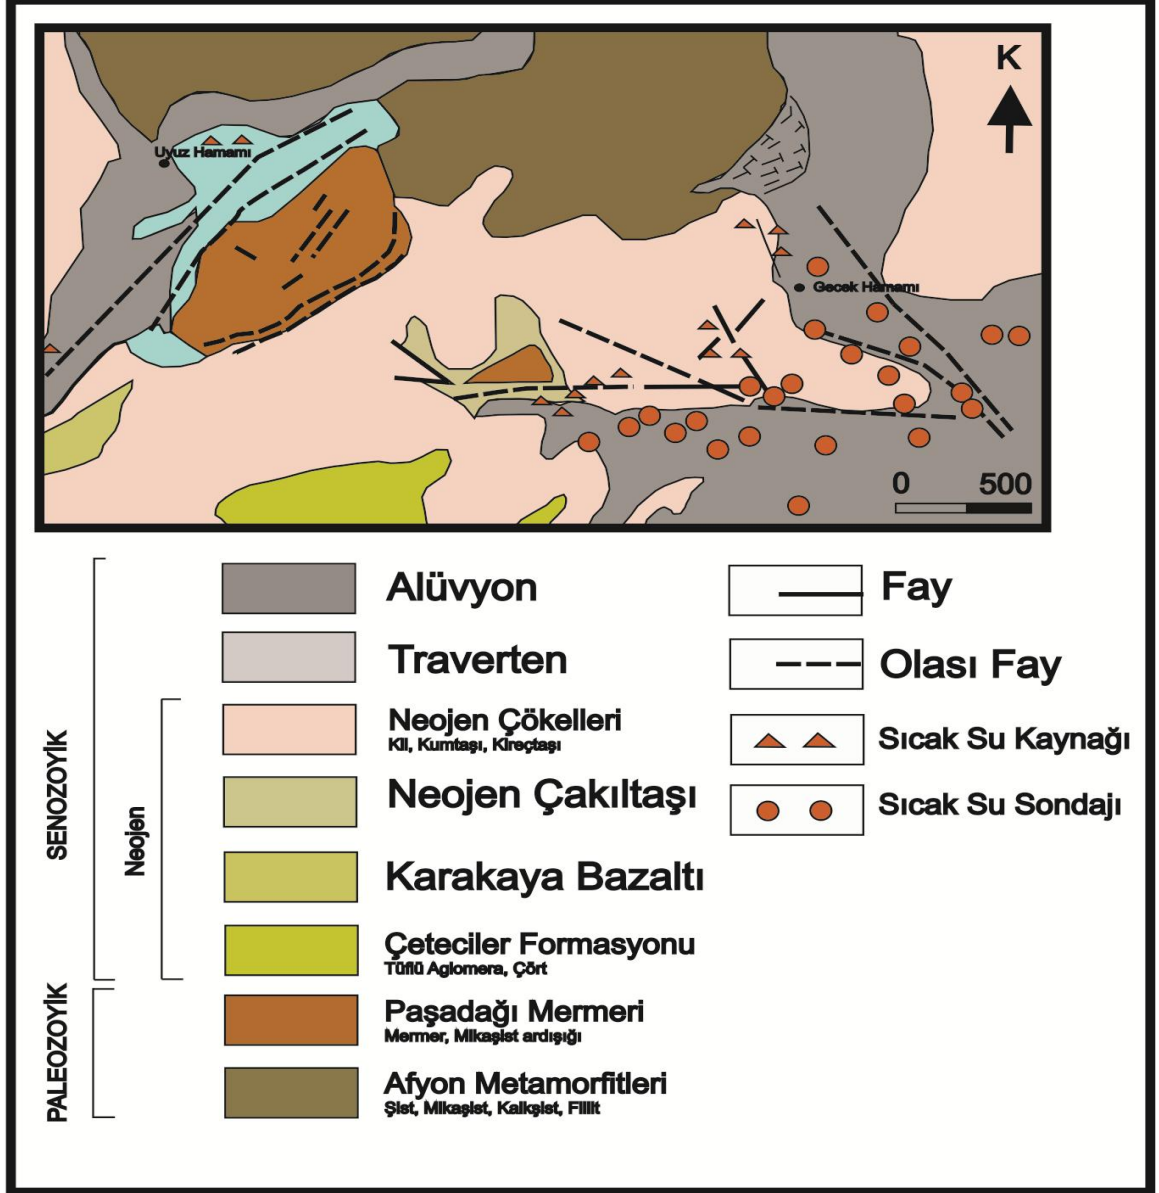 K
Uyuz Hamamı
Gecek Hamamı
0 500
SENOZOYİK
Neojen
PALEOZOYİK
Alüvyon
Traverten
Neojen Çökelleri
Kil, Kumtaşı, Kireçtaşı
Neojen Çakıltaşı
Karakaya Bazaltı
Çeteciler Formasyonu
Tüflü Aglomera, Çört
Paşadağı Mermeri
Mermer, Mikaşist ardışığı
Afyon Metamorfitleri
Şist, Mikaşist, Kalkşist, Fillit
Fay
Olası Fay
Sıcak Su Kaynağı
Sıcak Su Sondajı